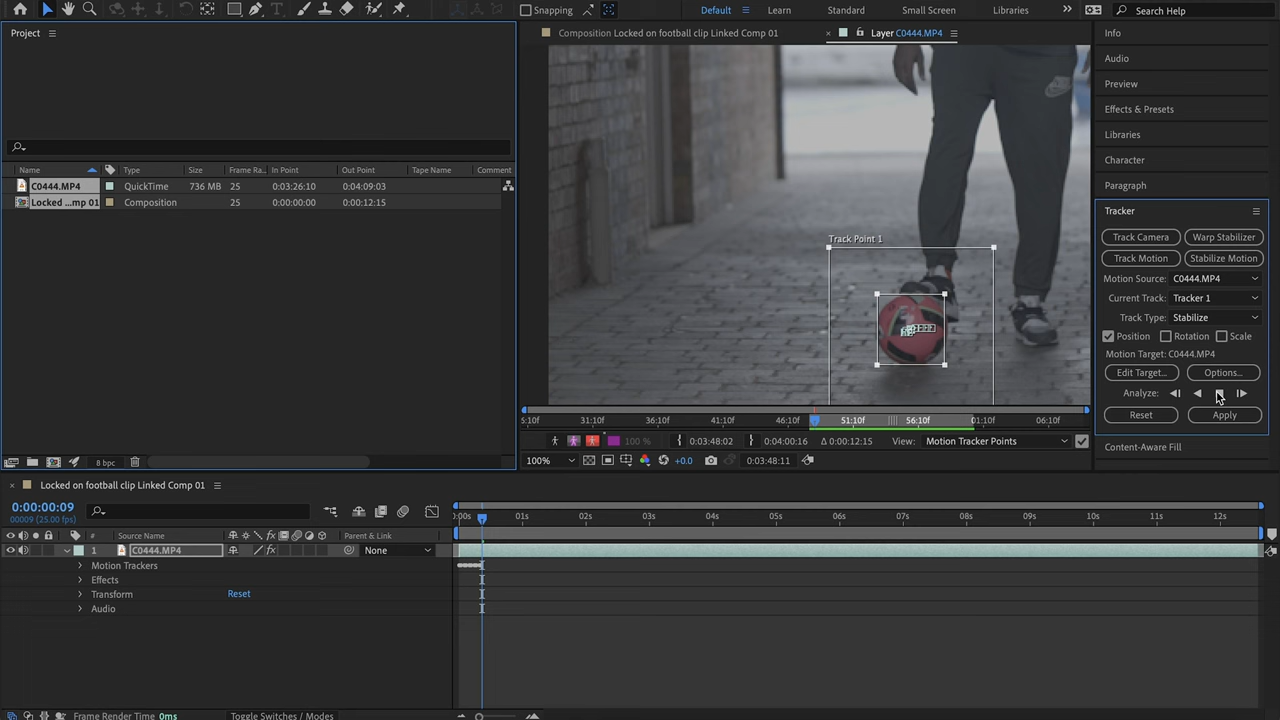 Snapping
Default
Learn
Standard
Small Screen
Libraries
Search Help
Project
Composition Locked on football clip Linked Comp 01
Layer C0444.MP4
Info
Audio
Preview
Effects & Presets
Libraries
Character
Paragraph
Name Type Size Frame Ra... In Point Out Point Tape Name Comment
C0444.MP4 QuickTime 736 MB 25 0:03:26:10 0:04:09:03
Locked ...mp 01 Composition 25 0:00:00:00 0:00:12:15
Track Point 1
Tracker
Track Camera Warp Stabilizer
Track Motion Stabilize Motion
Motion Source: C0444.MP4
Current Track: Tracker 1
Track Type: Stabilize
Position Rotation Scale
Motion Target: C0444.MP4
Edit Target... Options...
Analyze:
Reset Apply
Content-Aware Fill
5:10f 31:10f 36:10f 41:10f 46:10f 51:10f 56:10f 01:10f 06:10f
100 % 0:03:48:02 0:04:00:16 Δ 0:00:12:15 View: Motion Tracker Points
100% +0.0 0:03:48:11
8 bpc
Locked on football clip Linked Comp 01
0:00:00:09
00009 (25.00 fps)
:00s 01s 02s 03s 04s 05s 06s 07s 08s 09s 10s 11s 12s
# Source Name Parent & Link
1 C0444.MP4 None
Motion Trackers
Effects
Transform Reset
Audio
Frame Render Time 0ms
Toggle Switches / Modes